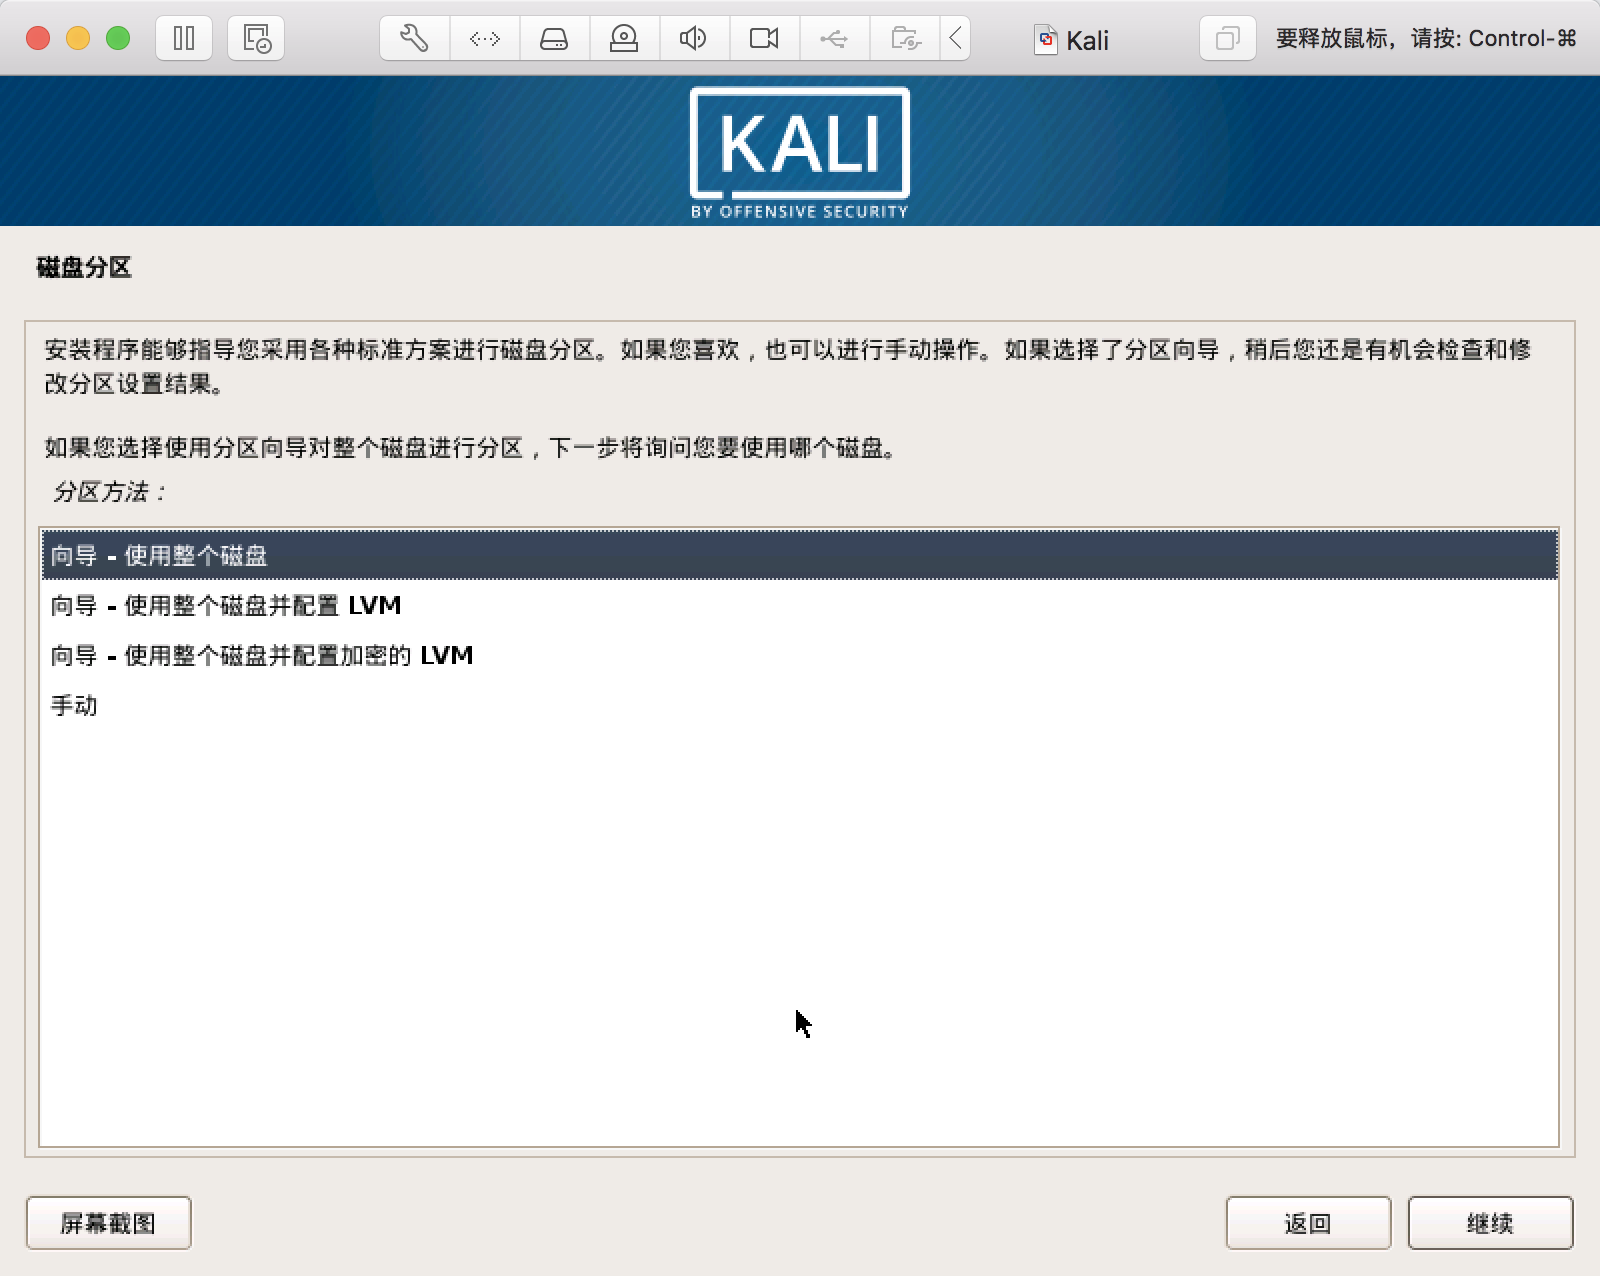 Kali
要释放鼠标，请按: Control-⌘
KALI
BY OFFENSIVE SECURITY
磁盘分区
安装程序能够指导您采用各种标准方案进行磁盘分区。如果您喜欢，也可以进行手动操作。如果选择了分区向导，稍后您还是有机会检查和修
改分区设置结果。
如果您选择使用分区向导对整个磁盘进行分区，下一步将询问您要使用哪个磁盘。
分区方法：
向导 - 使用整个磁盘
向导 - 使用整个磁盘并配置 LVM
向导 - 使用整个磁盘并配置加密的 LVM
手动
屏幕截图
返回
继续